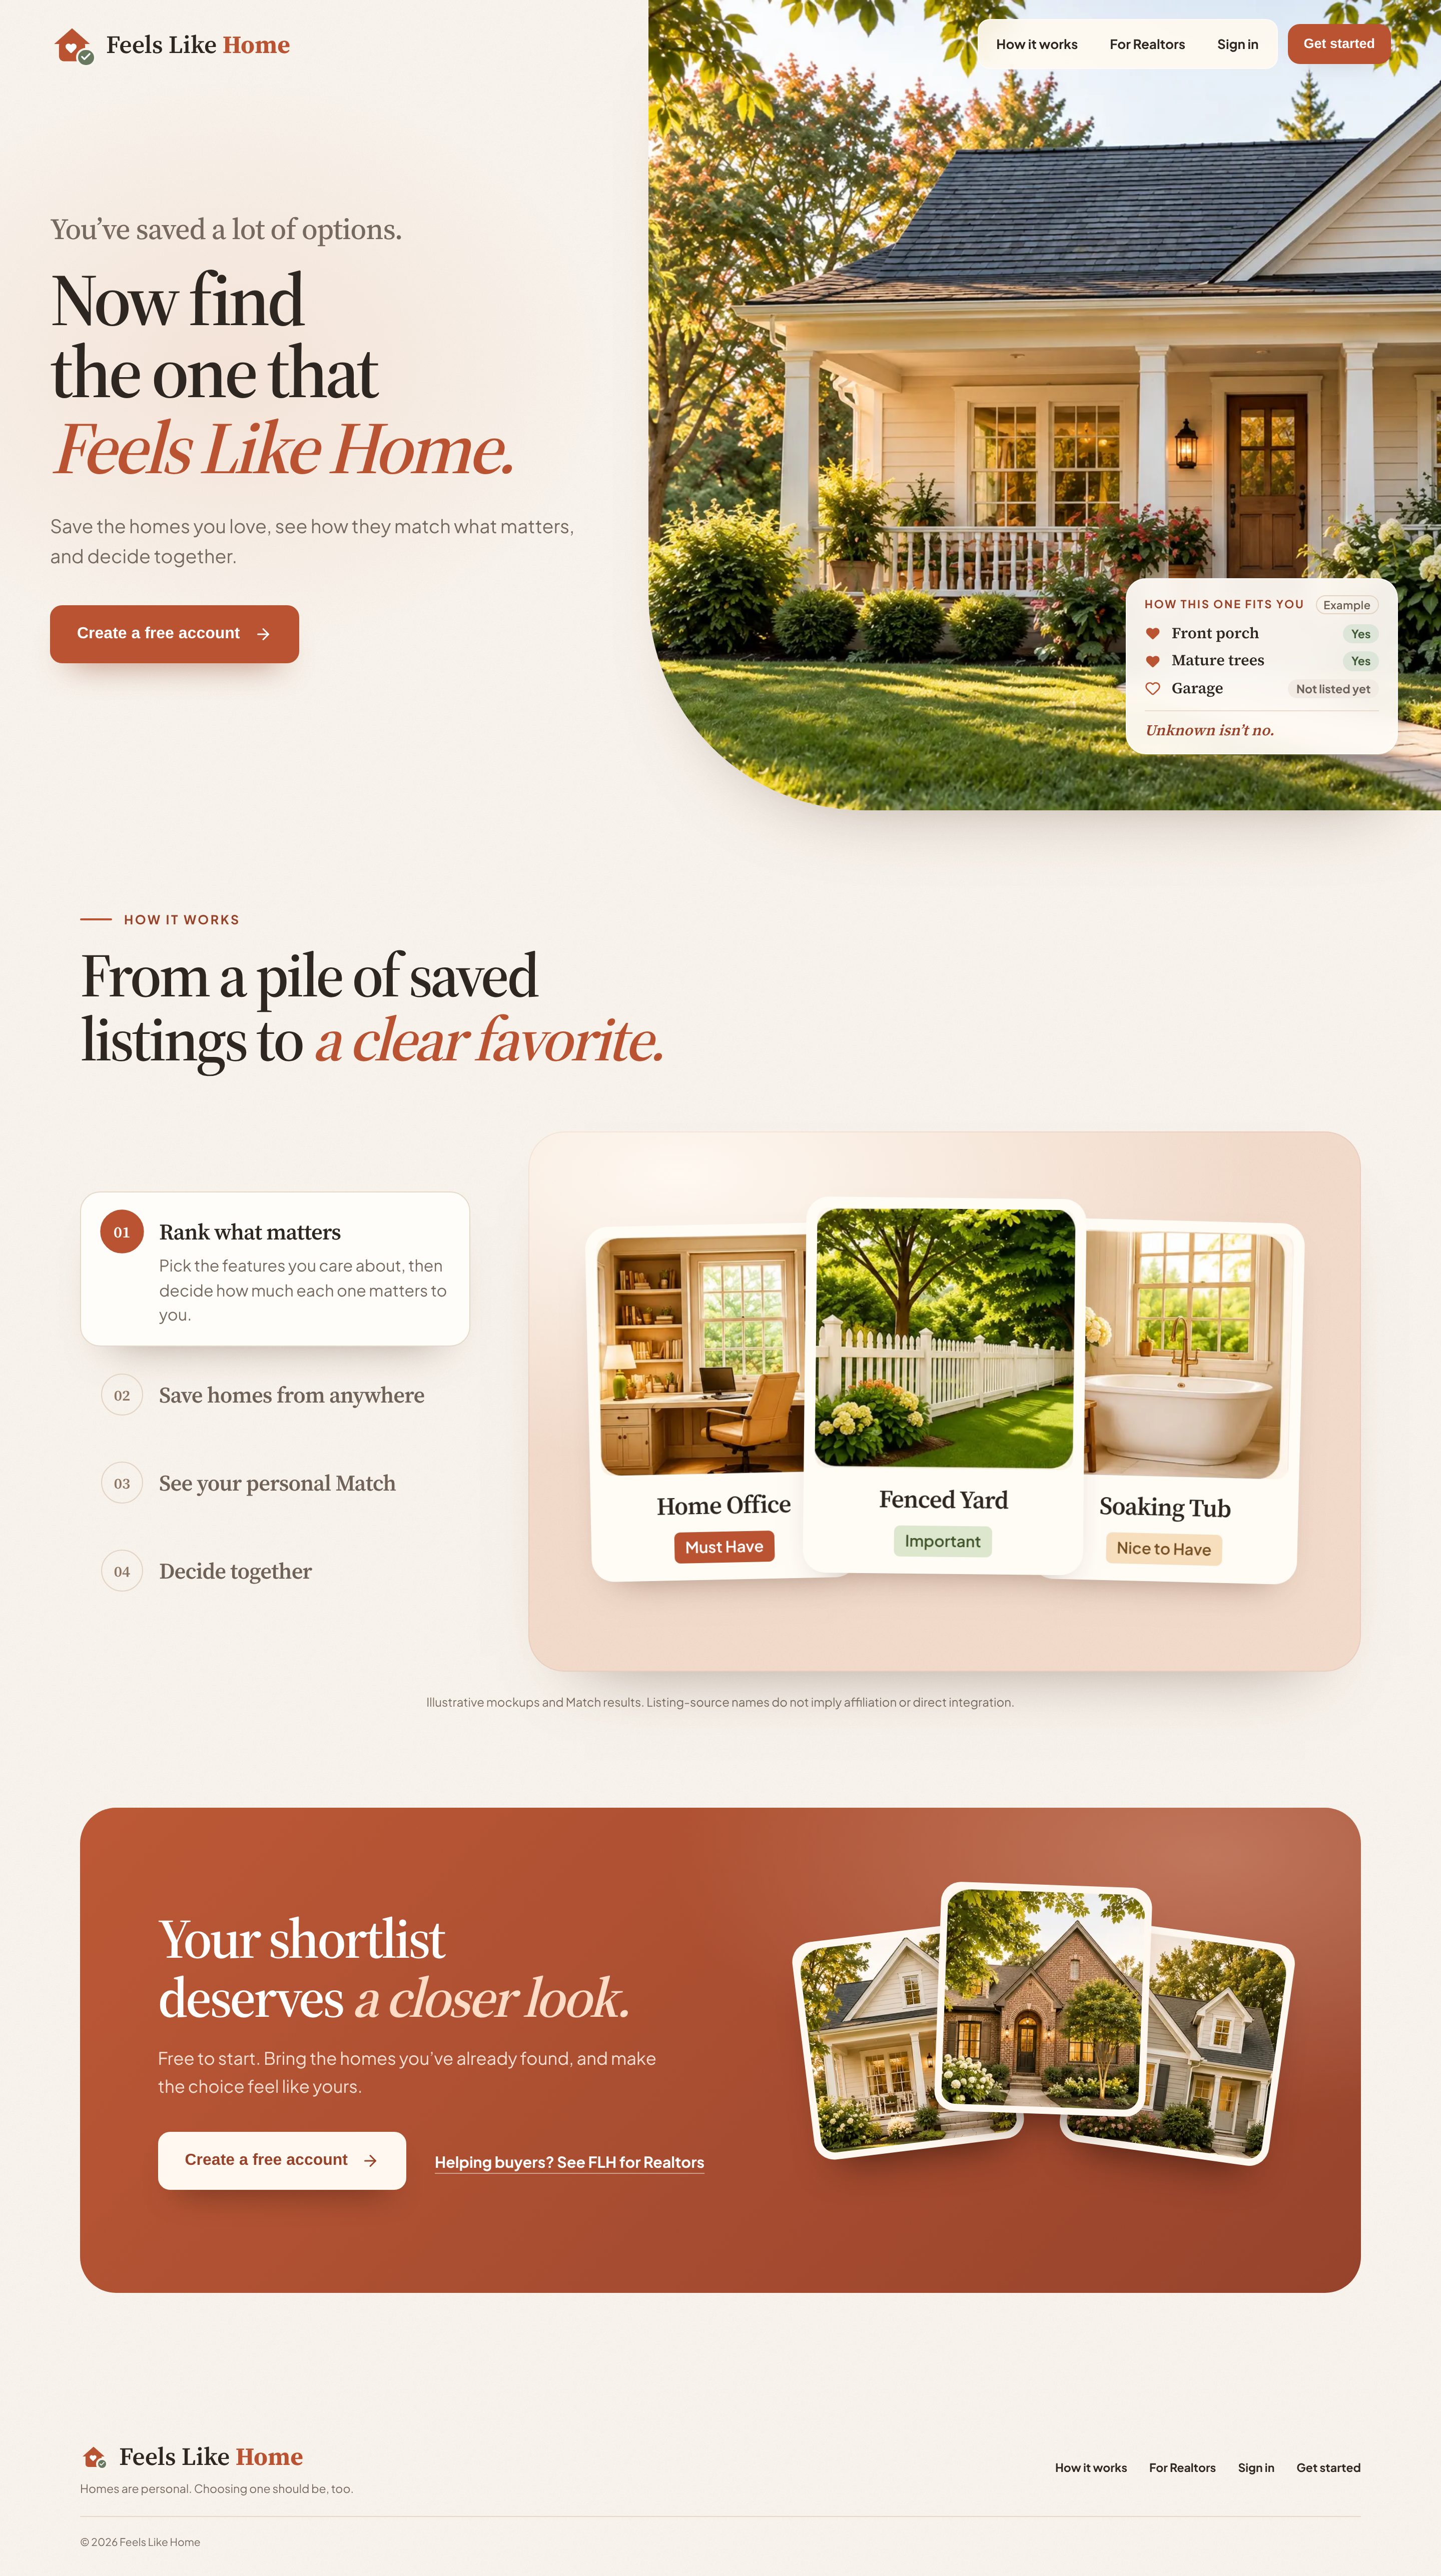 Feels Like Home
How it works
For Realtors
Sign in
Get started
You’ve saved a lot of options.
Now find
the one that
Feels Like Home.
Save the homes you love, see how they match what matters,
and decide together.
Create a free account
HOW THIS ONE FITS YOU
Example
Front porch
Yes
Mature trees
Yes
Garage
Not listed yet
Unknown isn’t no.
HOW IT WORKS
From a pile of saved
listings to a clear favorite.
01
Rank what matters
Pick the features you care about, then
decide how much each one matters to
you.
02
Save homes from anywhere
03
See your personal Match
04
Decide together
Home Office
Must Have
Fenced Yard
Important
Soaking Tub
Nice to Have
Illustrative mockups and Match results. Listing-source names do not imply affiliation or direct integration.
Your shortlist
deserves a closer look.
Free to start. Bring the homes you’ve already found, and make
the choice feel like yours.
Create a free account
Helping buyers? See FLH for Realtors
Feels Like Home
Homes are personal. Choosing one should be, too.
How it works
For Realtors
Sign in
Get started
© 2026 Feels Like Home